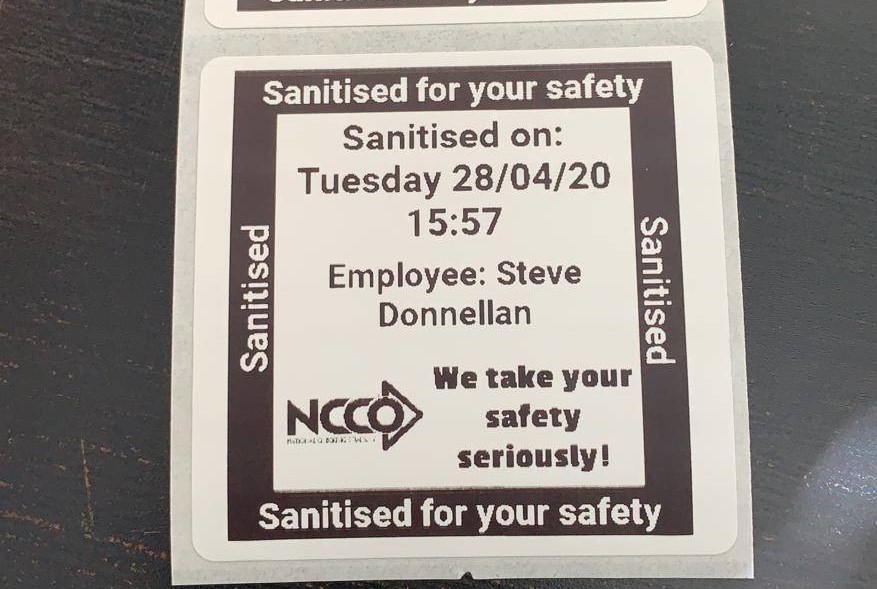 Sanitised for your safety
Sanitised on:
Tuesday 28/04/20
15:57
Sanitised
Sanitised
Employee: Steve
Donnellan
NCCO
We take your
safety
seriously!
Sanitised for your safety